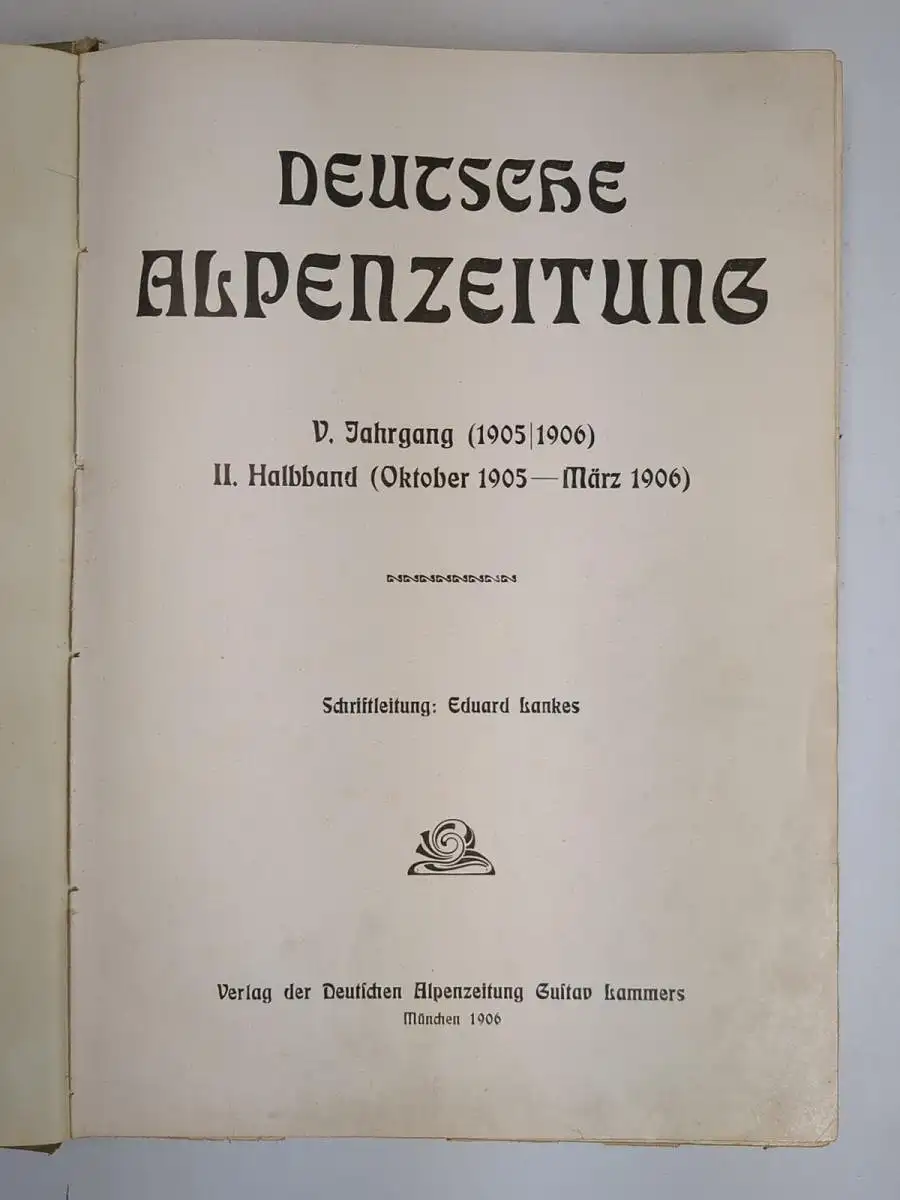 DEUTSCHE
ALPENZEITUNG
V. Jahrgang (1905|1906)
II. Halbband (Oktober 1905—März 1906)
Schriftleitung: Eduard Lankes
Verlag der Deutſchen Alpenzeitung Guſtav Lammers
München 1906